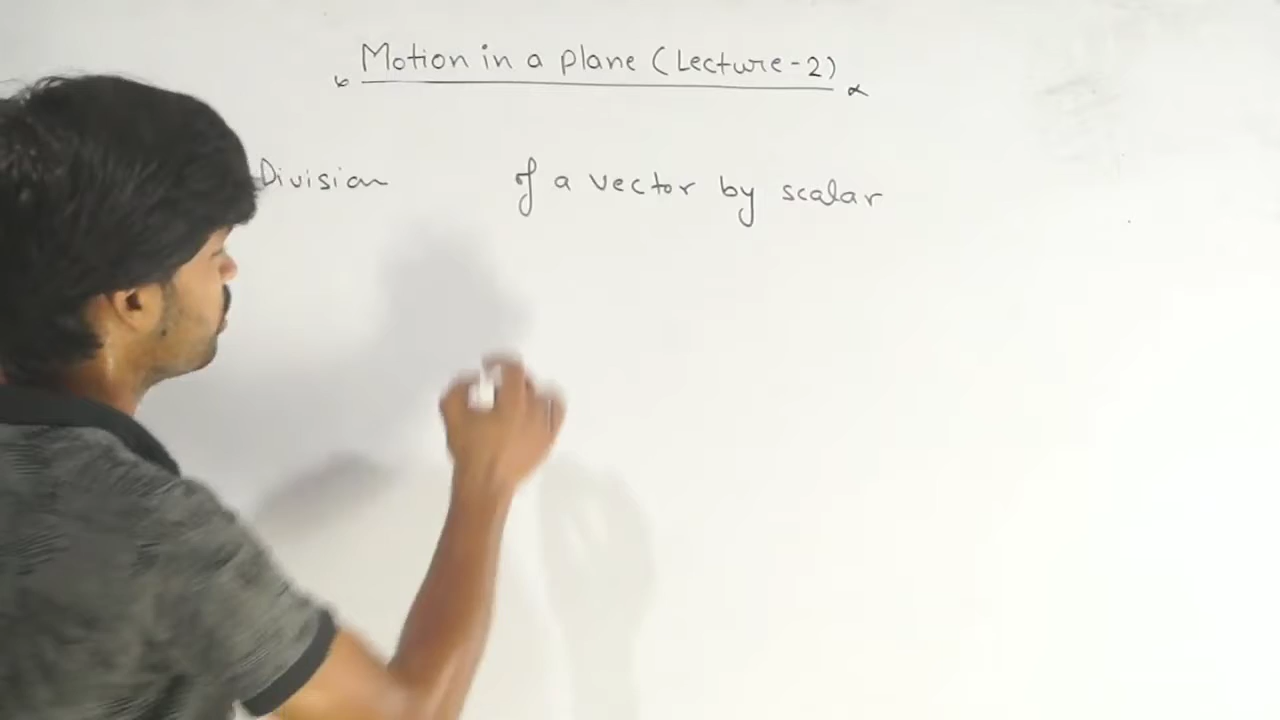 Motion in a plane (Lecture-2)
Division of a vector by scalar